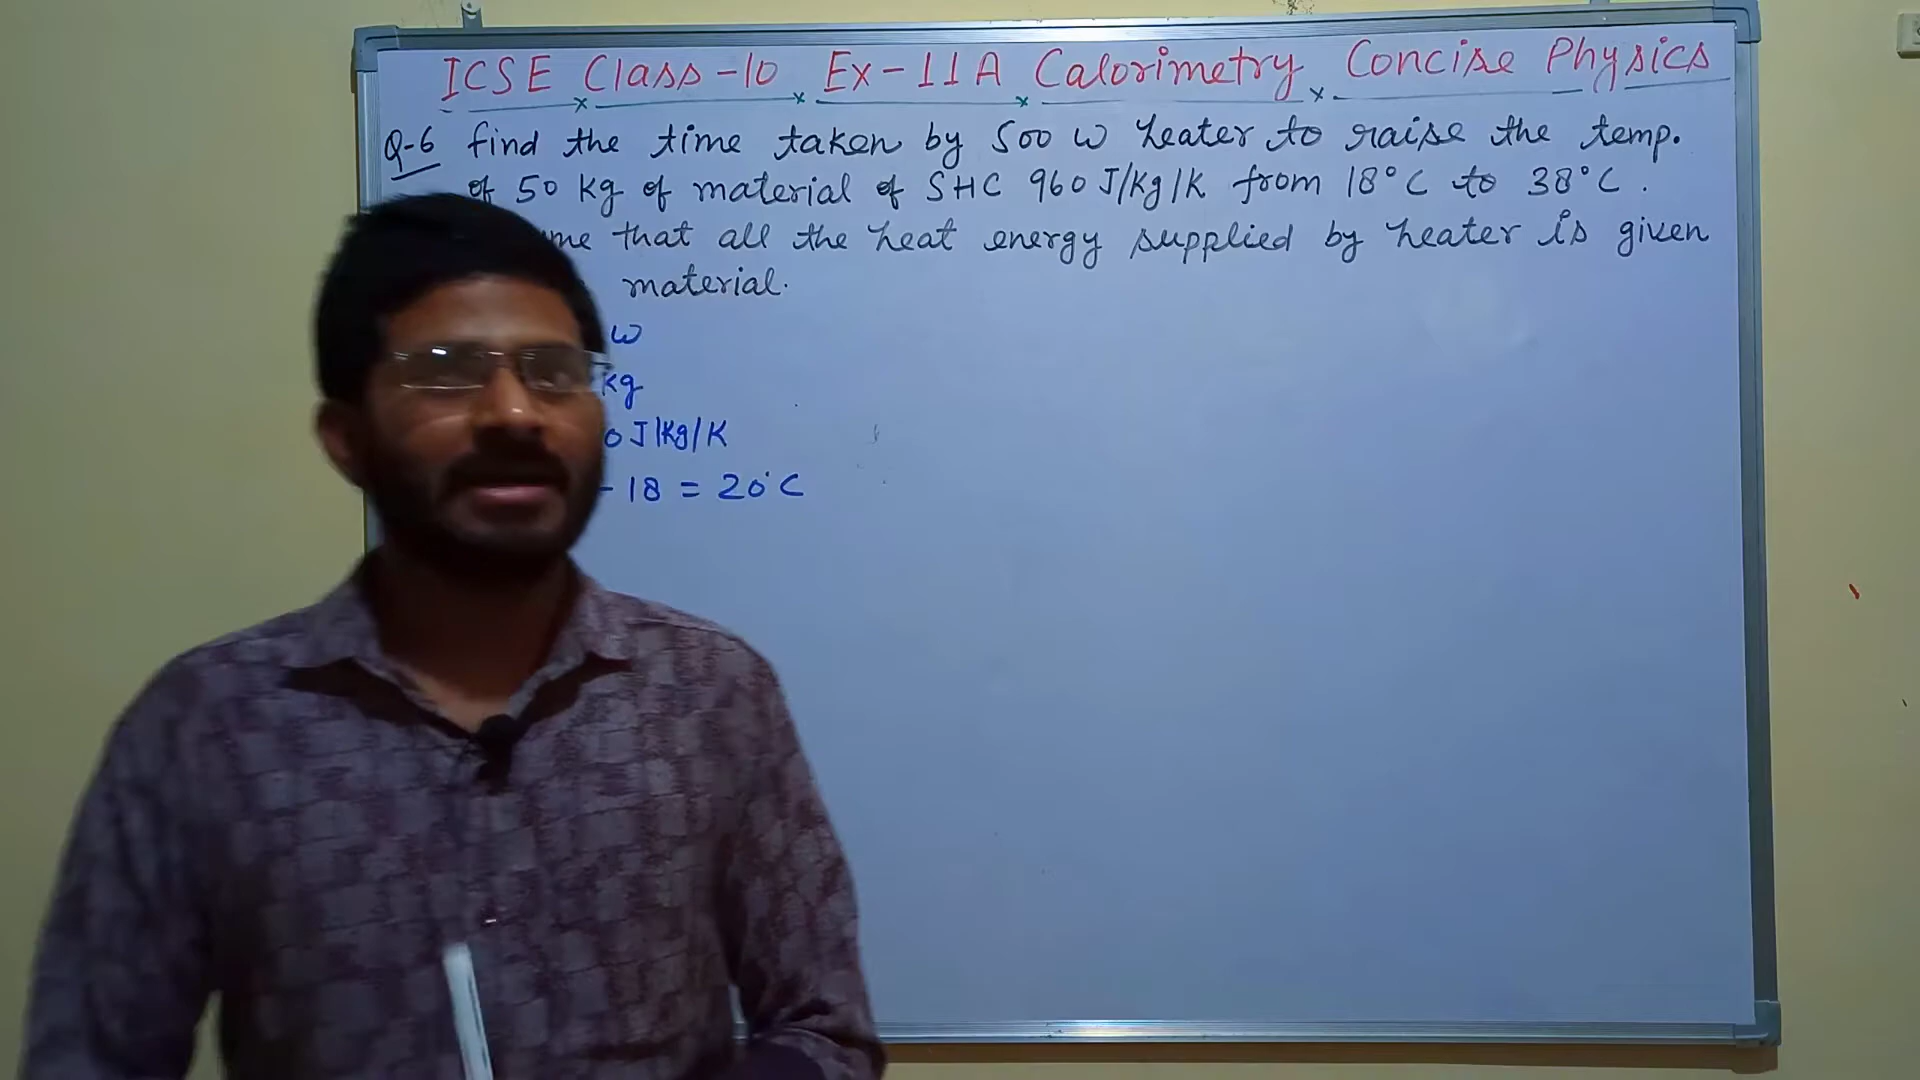 ICSE Class-10 Ex-11A Calorimetry Concise Physics
Q-6 find the time taken by 500 W heater to raise the temp.
of 50 kg of material of SHC 960 J/Kg/K from 18°C to 38°C.
me that all the heat energy supplied by heater is given
material.
W
kg
0 J/Kg/K
- 18 = 20°C